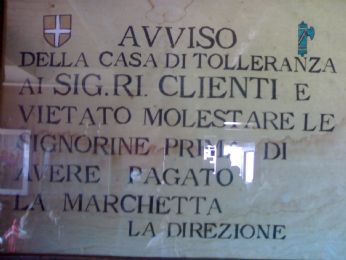 AVVISO
DELLA CASA DI TOLLERANZA
AI SIG.RI. CLIENTI E
VIETATO MOLESTARE LE
SIGNORINE PRIMA DI
AVERE PAGATO
LA MARCHETTA
LA DIREZIONE